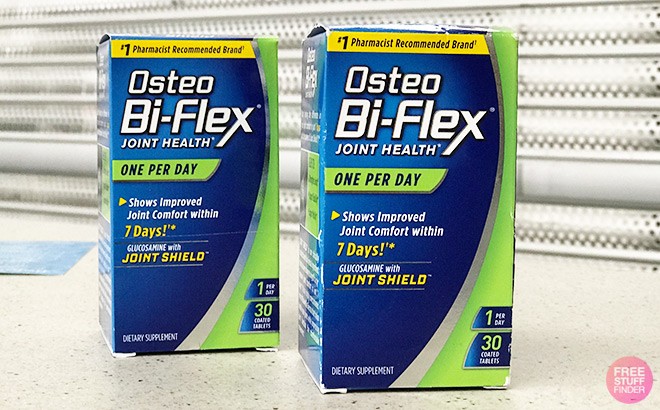 #1 Pharmacist Recommended Brand†
Osteo
Bi-Flex®
JOINT HEALTH*
ONE PER DAY
Shows Improved
Joint Comfort within
7 Days!†*
GLUCOSAMINE with
JOINT SHIELD™
1 PER
DAY
30
COATED
TABLETS
DIETARY SUPPLEMENT
#1 Pharmacist Recommended Brand†
Osteo
Bi-Flex®
JOINT HEALTH*
ONE PER DAY
Shows Improved
Joint Comfort within
7 Days!†*
GLUCOSAMINE with
JOINT SHIELD™
1 PER
DAY
30
COATED
TABLETS
DIETARY SUPPLEMENT
FREE
STUFF
FINDER